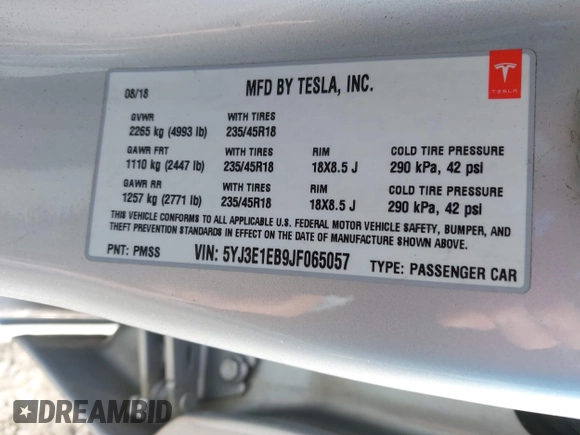 08/18 MFD BY TESLA, INC.
TESLA
GVWR WITH TIRES
2265 kg (4993 lb) 235/45R18
GAWR FRT WITH TIRES RIM COLD TIRE PRESSURE
1110 kg (2447 lb) 235/45R18 18X8.5 J 290 kPa, 42 psi
GAWR RR WITH TIRES RIM COLD TIRE PRESSURE
1257 kg (2771 lb) 235/45R18 18X8.5 J 290 kPa, 42 psi
THIS VEHICLE CONFORMS TO ALL APPLICABLE U.S. FEDERAL MOTOR VEHICLE SAFETY, BUMPER, AND
THEFT PREVENTION STANDARDS IN EFFECT ON THE DATE OF MANUFACTURE SHOWN ABOVE.
PNT: PMSS VIN: 5YJ3E1EB9JF065057 TYPE: PASSENGER CAR
DREAMBID